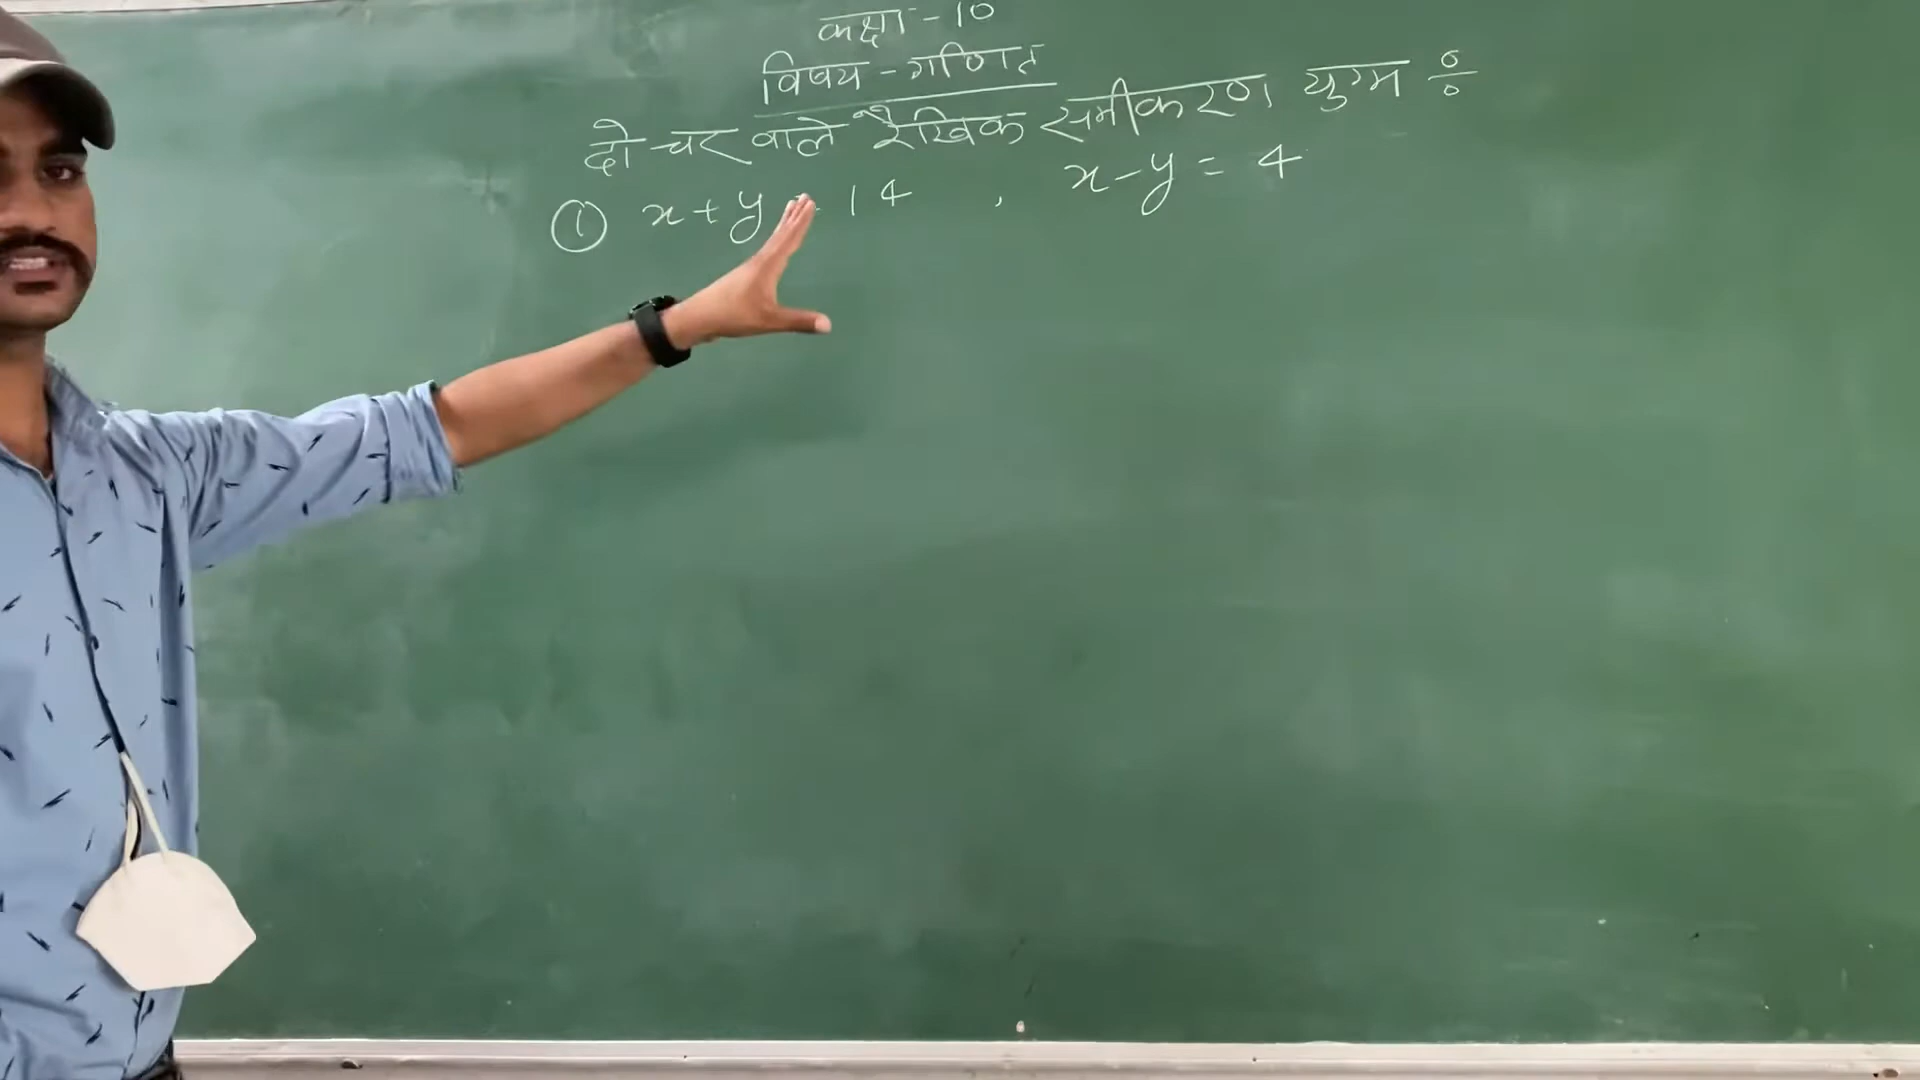 कक्षा - 10
विषय - गणित
दो चर वाले रैखिक समीकरण युग्म ÷
① x + y = 14 , x - y = 4